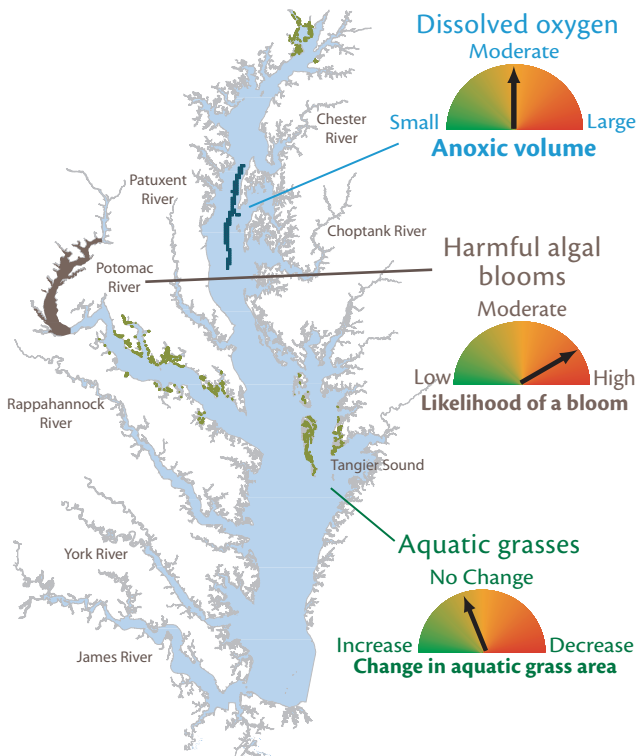 Dissolved oxygen
Moderate
Small
Large
Anoxic volume
Chester
River
Patuxent
River
Choptank River
Potomac
River
Harmful algal
blooms
Moderate
Low
High
Likelihood of a bloom
Rappahannock
River
Tangier Sound
York River
Aquatic grasses
No Change
Increase
Decrease
Change in aquatic grass area
James River